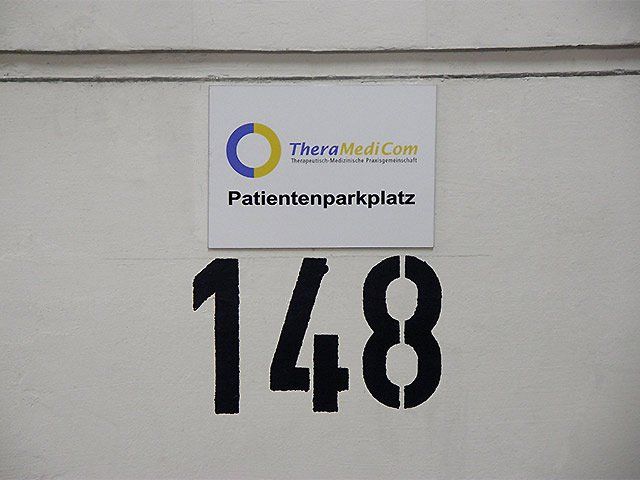 TheraMediCom
Therapeutisch-Medizinische Praxisgemeinschaft
Patientenparkplatz
148